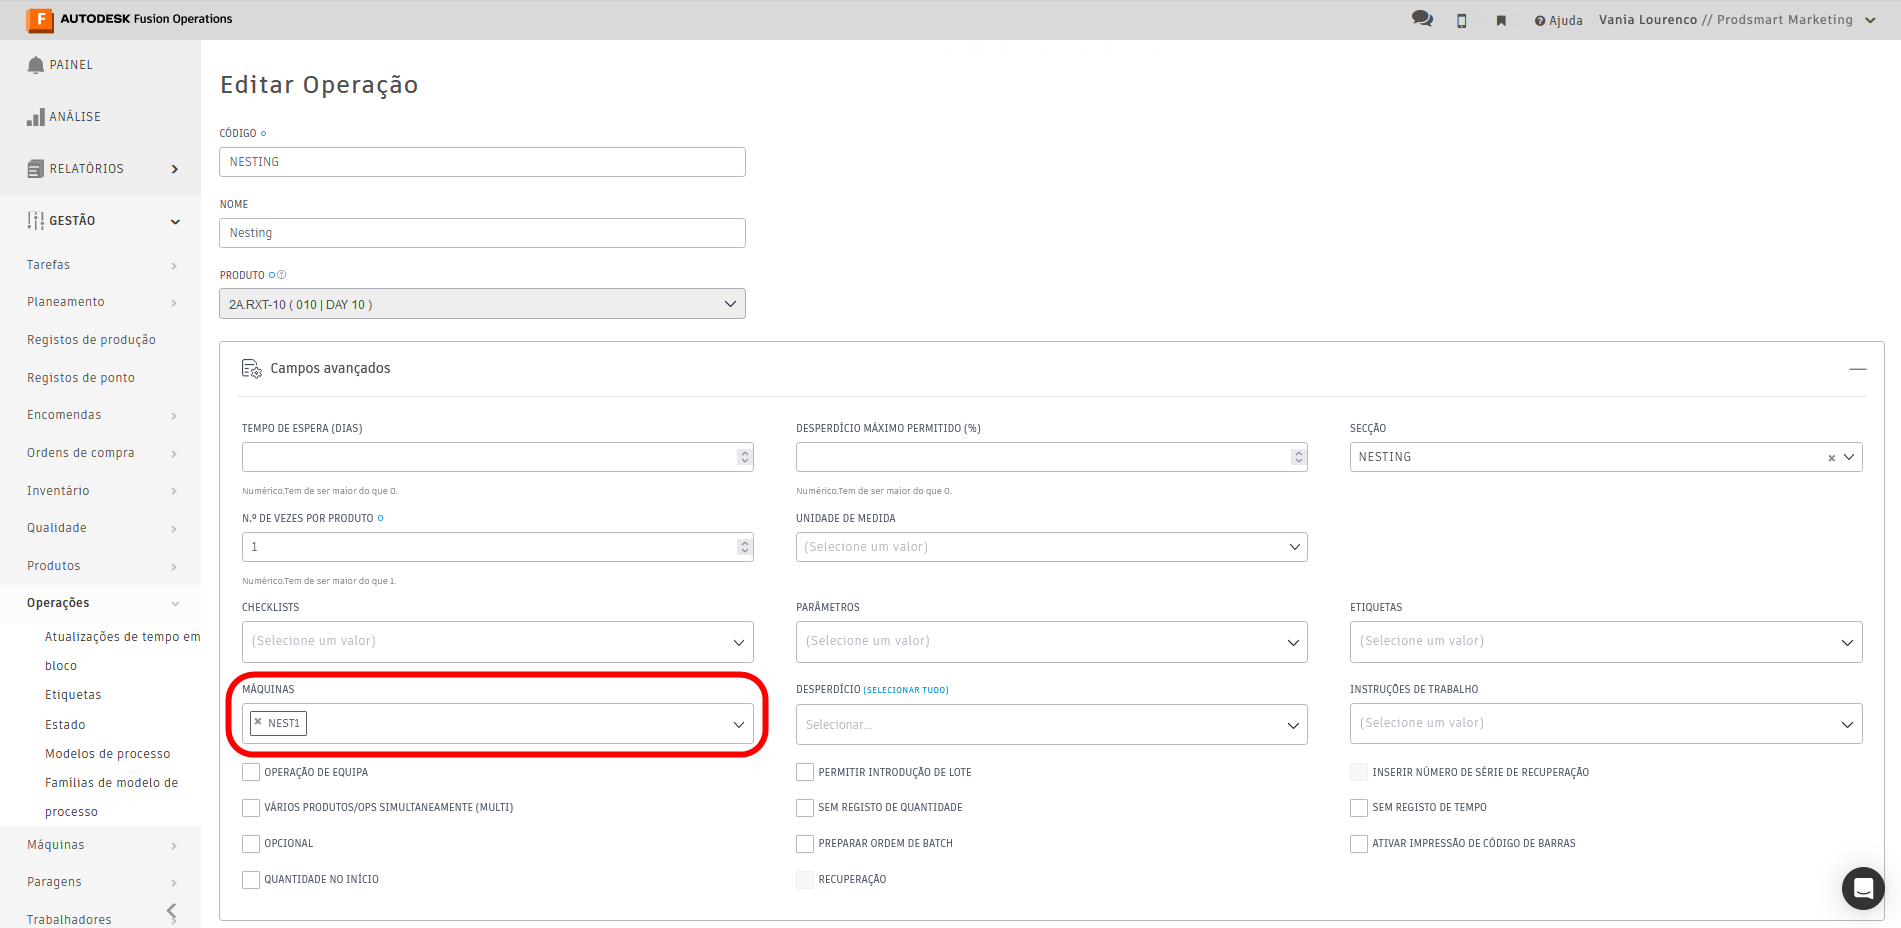 AUTODESK Fusion Operations
Ajuda
Vania Lourenco // Prodsmart Marketing
PAINEL
ANÁLISE
RELATÓRIOS
GESTÃO
Tarefas
Planeamento
Registos de produção
Registos de ponto
Encomendas
Ordens de compra
Inventário
Qualidade
Produtos
Operações
Atualizações de tempo em
bloco
Etiquetas
Estado
Modelos de processo
Famílias de modelo de
processo
Máquinas
Paragens
Trabalhadores
Editar Operação
CÓDIGO
NESTING
NOME
Nesting
PRODUTO
2A.RXT-10 ( 010 | DAY 10 )
Campos avançados
TEMPO DE ESPERA (DIAS)
Numérico.Tem de ser maior do que 0.
DESPERDÍCIO MÁXIMO PERMITIDO (%)
Numérico.Tem de ser maior do que 0.
SECÇÃO
NESTING
N.º DE VEZES POR PRODUTO
1
Numérico.Tem de ser maior do que 1.
UNIDADE DE MEDIDA
(Selecione um valor)
CHECKLISTS
(Selecione um valor)
PARÂMETROS
(Selecione um valor)
ETIQUETAS
(Selecione um valor)
MÁQUINAS
NEST1
DESPERDÍCIO (SELECIONAR TUDO)
Selecionar...
INSTRUÇÕES DE TRABALHO
(Selecione um valor)
OPERAÇÃO DE EQUIPA
PERMITIR INTRODUÇÃO DE LOTE
INSERIR NÚMERO DE SÉRIE DE RECUPERAÇÃO
VÁRIOS PRODUTOS/OPS SIMULTANEAMENTE (MULTI)
SEM REGISTO DE QUANTIDADE
SEM REGISTO DE TEMPO
OPCIONAL
PREPARAR ORDEM DE BATCH
ATIVAR IMPRESSÃO DE CÓDIGO DE BARRAS
QUANTIDADE NO INÍCIO
RECUPERAÇÃO